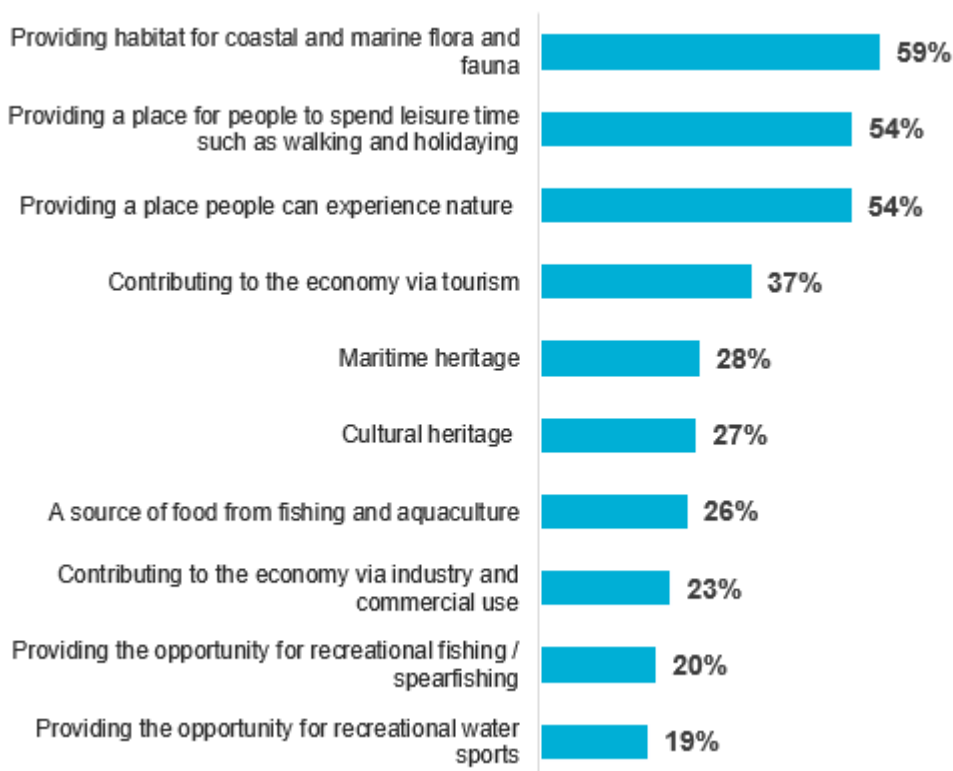 Providing habitat for coastal and marine flora and
fauna
59%
Providing a place for people to spend leisure time
such as walking and holidaying
54%
Providing a place people can experience nature
54%
Contributing to the economy via tourism
37%
Maritime heritage
28%
Cultural heritage
27%
A source of food from fishing and aquaculture
26%
Contributing to the economy via industry and
commercial use
23%
Providing the opportunity for recreational fishing /
spearfishing
20%
Providing the opportunity for recreational water
sports
19%